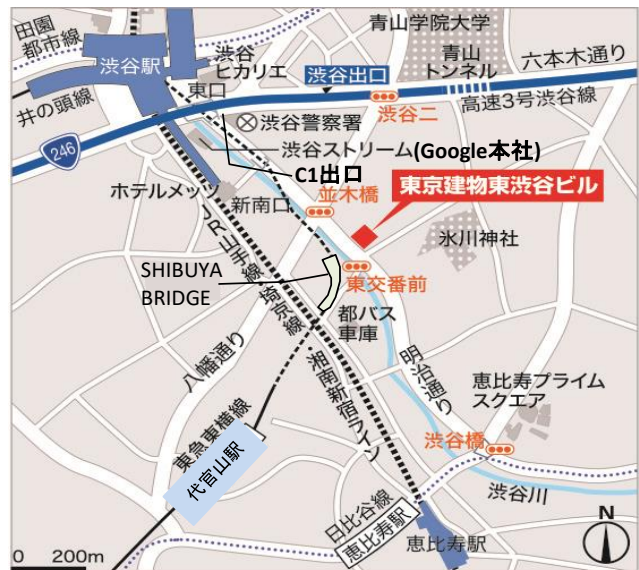 田園
都市線
渋谷駅
井の頭線
246
渋谷
ヒカリエ
東口
渋谷出口
青山学院大学
青山
トンネル
六本木通り
高速3号渋谷線
渋谷二
渋谷警察署
渋谷ストリーム(Google本社)
C1出口
ホテルメッツ
新南口
並木橋
東京建物東渋谷ビル
氷川神社
JR山手線
埼京線
・湘南新宿ライン
SHIBUYA
BRIDGE
東交番前
都バス
車庫
八幡通り
明治通り
恵比寿プライム
スクエア
東急東横線
代官山駅
渋谷橋
渋谷川
日比谷線
恵比寿駅
恵比寿駅
N
0 200m